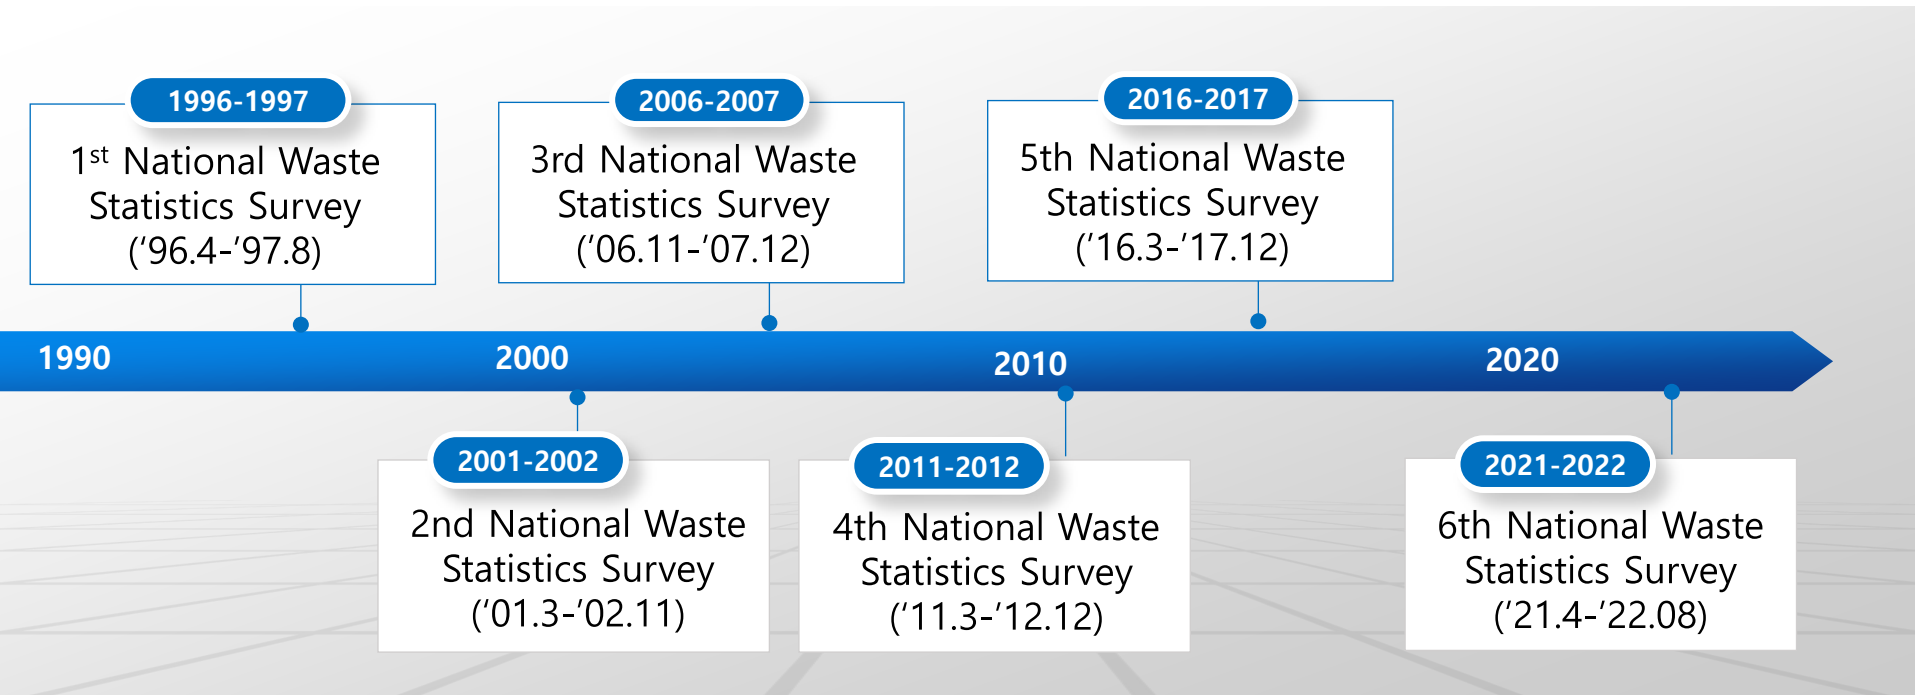 1996-1997
1st National Waste
Statistics Survey
(‘96.4-’97.8)
2006-2007
3rd National Waste
Statistics Survey
(‘06.11-’07.12)
2016-2017
5th National Waste
Statistics Survey
(‘16.3-’17.12)
1990
2000
2010
2020
2001-2002
2nd National Waste
Statistics Survey
(‘01.3-’02.11)
2011-2012
4th National Waste
Statistics Survey
(‘11.3-’12.12)
2021-2022
6th National Waste
Statistics Survey
(‘21.4-’22.08)